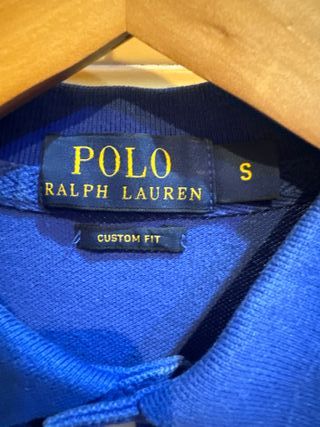 POLO
RALPH LAUREN
S
CUSTOM FIT